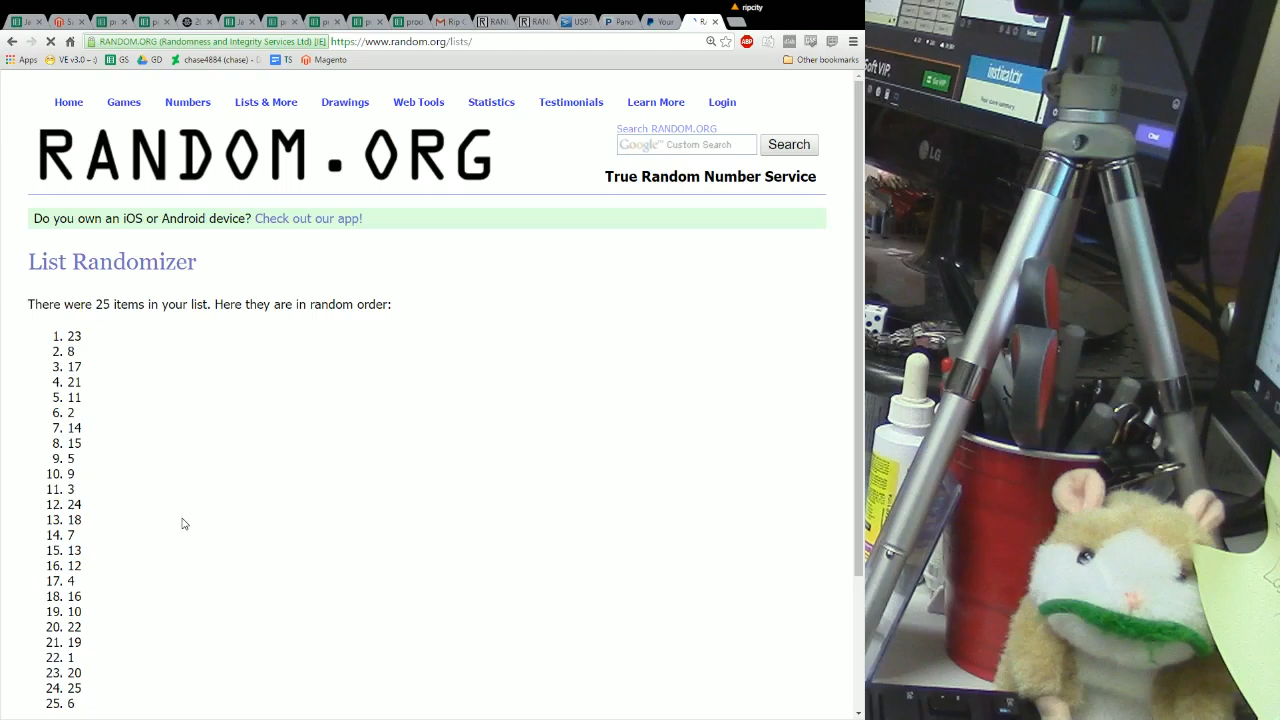 ripcity
RANDOM.ORG (Randomness and Integrity Services Ltd) [IE] https://www.random.org/lists/
Apps VE v3.0 GS GD chase4884 (chase) TS Magento Other bookmarks
Home Games Numbers Lists & More Drawings Web Tools Statistics Testimonials Learn More Login
RANDOM.ORG
Search RANDOM.ORG
Google™ Custom Search Search
True Random Number Service
Do you own an iOS or Android device? Check out our app!
List Randomizer
There were 25 items in your list. Here they are in random order:
1. 23
2. 8
3. 17
4. 21
5. 11
6. 2
7. 14
8. 15
9. 5
10. 9
11. 3
12. 24
13. 18
14. 7
15. 13
16. 12
17. 4
18. 16
19. 10
20. 22
21. 19
22. 1
23. 20
24. 25
25. 6
LG